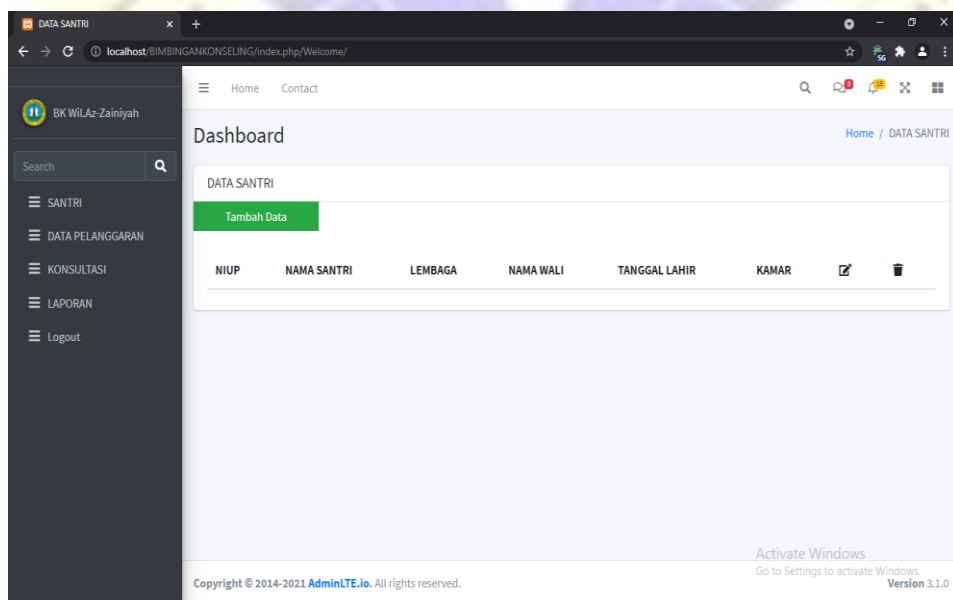 DATA SANTRI
localhost/BIMBINGANKONSELING/index.php/Welcome/
SG
BK Wil.Az-Zainiyah
Home Contact
3
15
Dashboard
Home / DATA SANTRI
Search
SANTRI
DATA PELANGGARAN
KONSULTASI
LAPORAN
Logout
DATA SANTRI
Tambah Data
NIUP NAMA SANTRI LEMBAGA NAMA WALI TANGGAL LAHIR KAMAR
Activate Windows
Go to Settings to activate Windows.
Copyright © 2014-2021 AdminLTE.io. All rights reserved.
Version 3.1.0